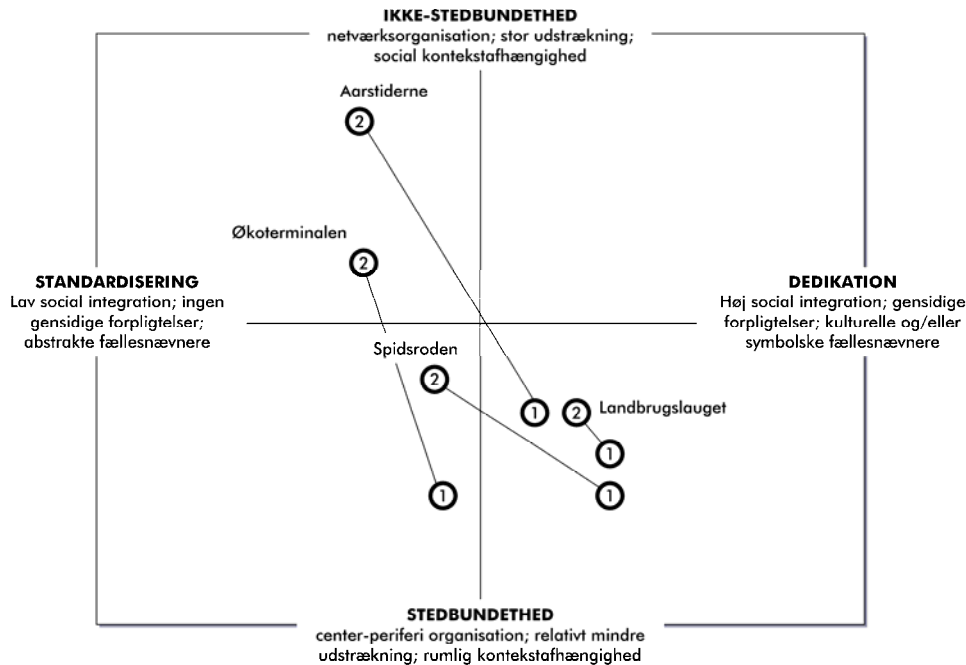 IKKE-STEDBUNDETHED
netværksorganisation; stor udstrækning;
social kontekstafhængighed
Aarstiderne
2
Økoterminalen
2
STANDARDISERING
Lav social integration; ingen
gensidige forpligtelser;
abstrakte fællesnævnere
DEDIKATION
Høj social integration; gensidige
forpligtelser; kulturelle og/eller
symbolske fællesnævnere
Spidsroden
2
1
2
Landbrugslauget
1
1
1
STEDBUNDETHED
center-periferi organisation; relativt mindre
udstrækning; rumlig kontekstafhængighed